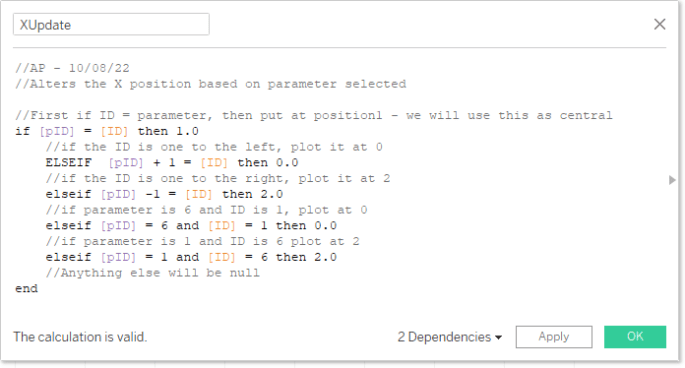 XUpdate
//AP - 10/08/22
//Alters the X position based on parameter selected
//First if ID = parameter, then put at position1 - we will use this as central
if [pID] = [ID] then 1.0
//if the ID is one to the left, plot it at 0
ELSEIF [pID] + 1 = [ID] then 0.0
//if the ID is one to the right, plot it at 2
elseif [pID] -1 = [ID] then 2.0
//if parameter is 6 and ID is 1, plot at 0
elseif [pID] = 6 and [ID] = 1 then 0.0
//if parameter is 1 and ID is 6 plot at 2
elseif [pID] = 1 and [ID] = 6 then 2.0
//Anything else will be null
end
The calculation is valid.
2 Dependencies
Apply
OK